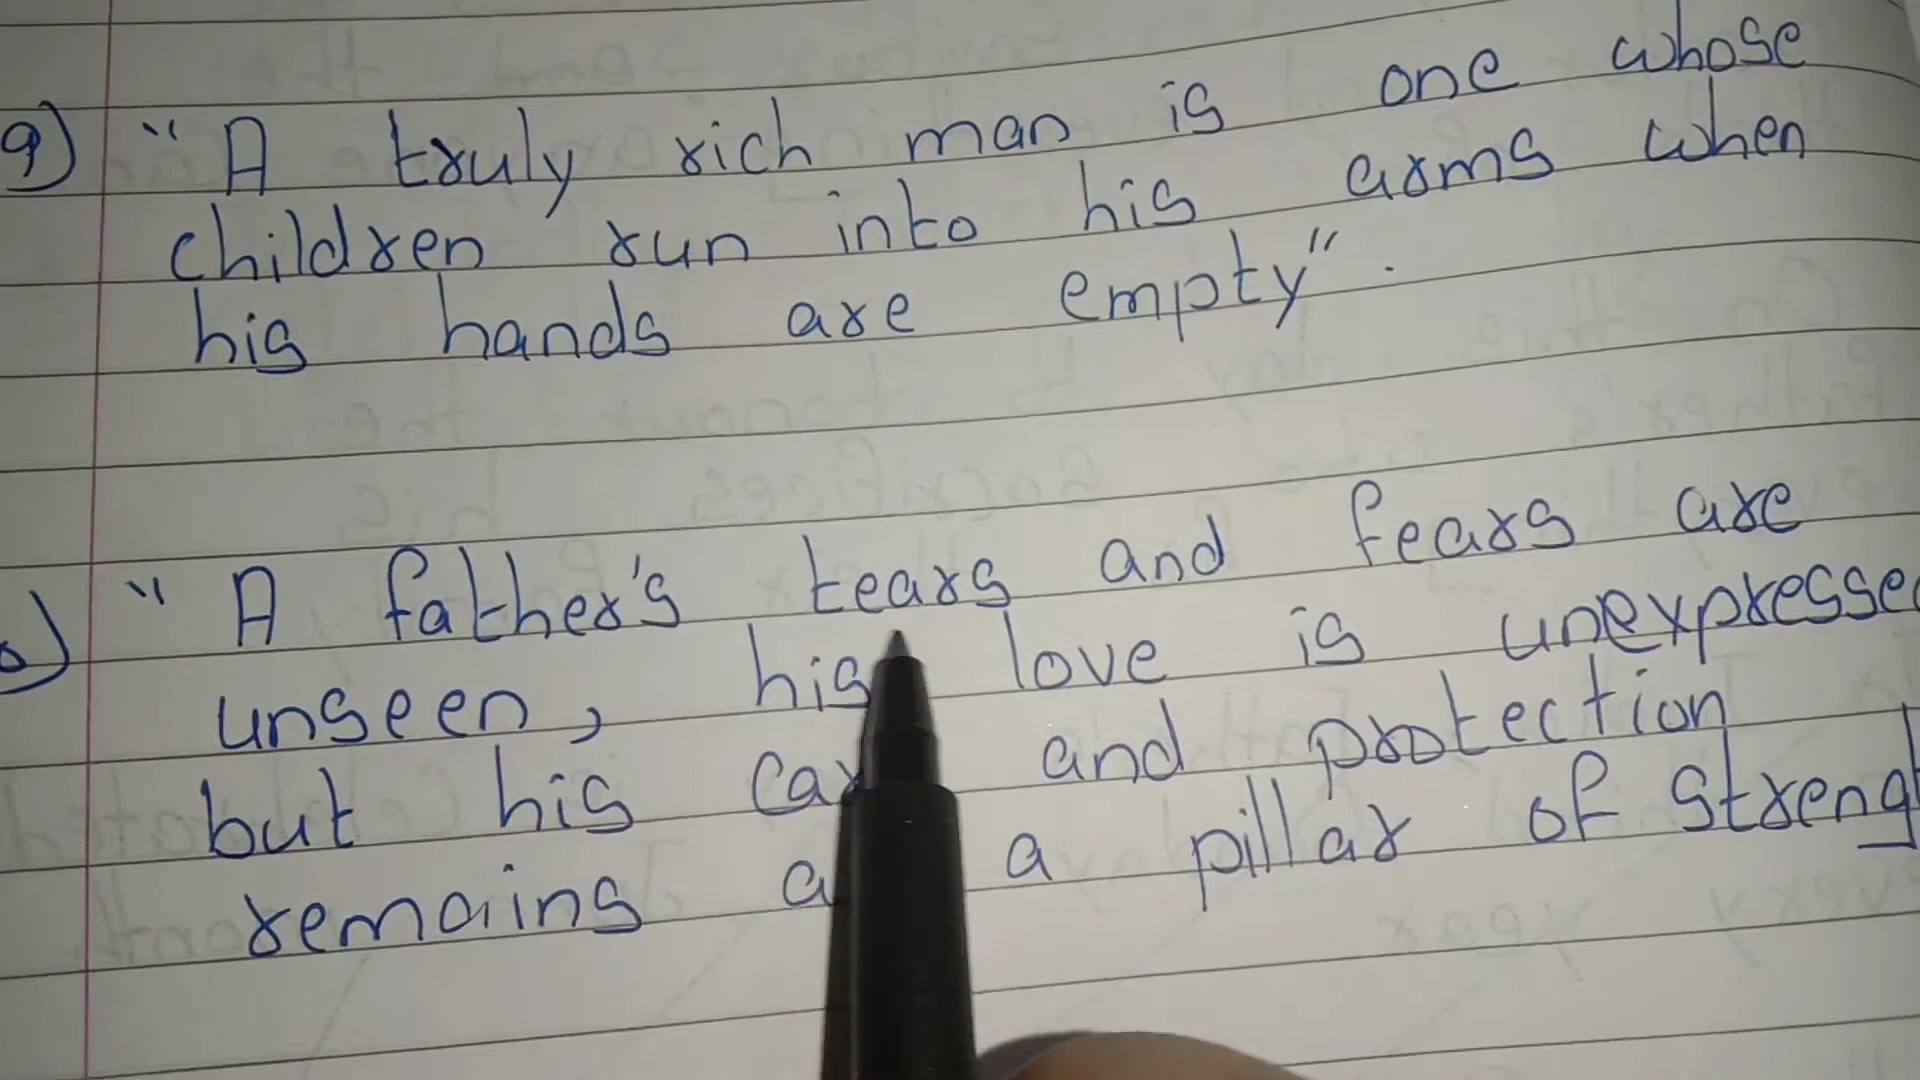 9) "A truly rich man is one whose
children run into his arms when
his hands are empty".
"A father's tears and fears are
unseen, his love is unexpresse
but his and protection
remains a pillar of streng